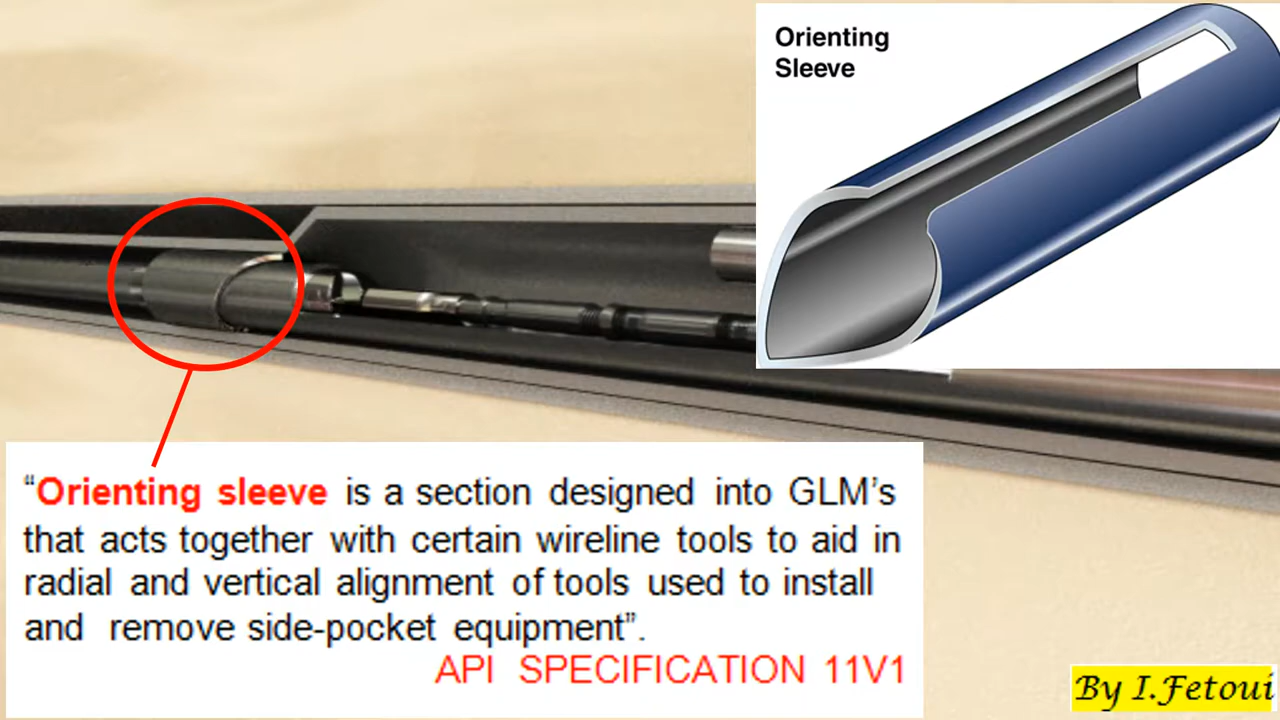 Orienting
Sleeve
“Orienting sleeve is a section designed into GLM’s
that acts together with certain wireline tools to aid in
radial and vertical alignment of tools used to install
and remove side-pocket equipment”.
API SPECIFICATION 11V1
By I.Fetoui